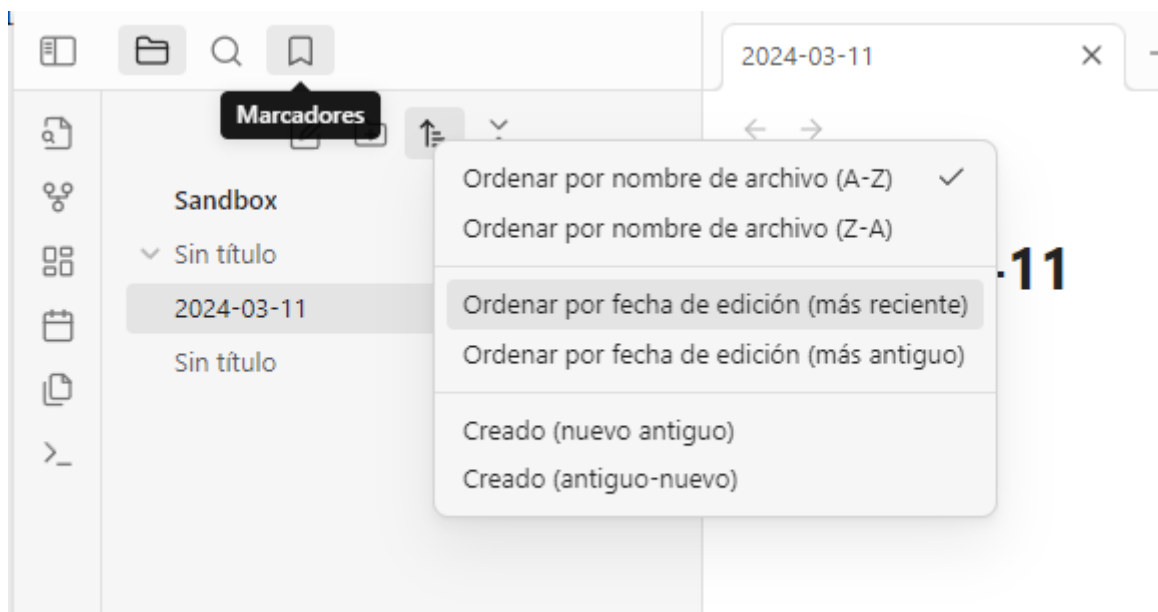 2024-03-11
Marcadores
Sandbox
Sin título
2024-03-11
Sin título
Ordenar por nombre de archivo (A-Z)
Ordenar por nombre de archivo (Z-A)
Ordenar por fecha de edición (más reciente)
Ordenar por fecha de edición (más antiguo)
Creado (nuevo antiguo)
Creado (antiguo-nuevo)
-11